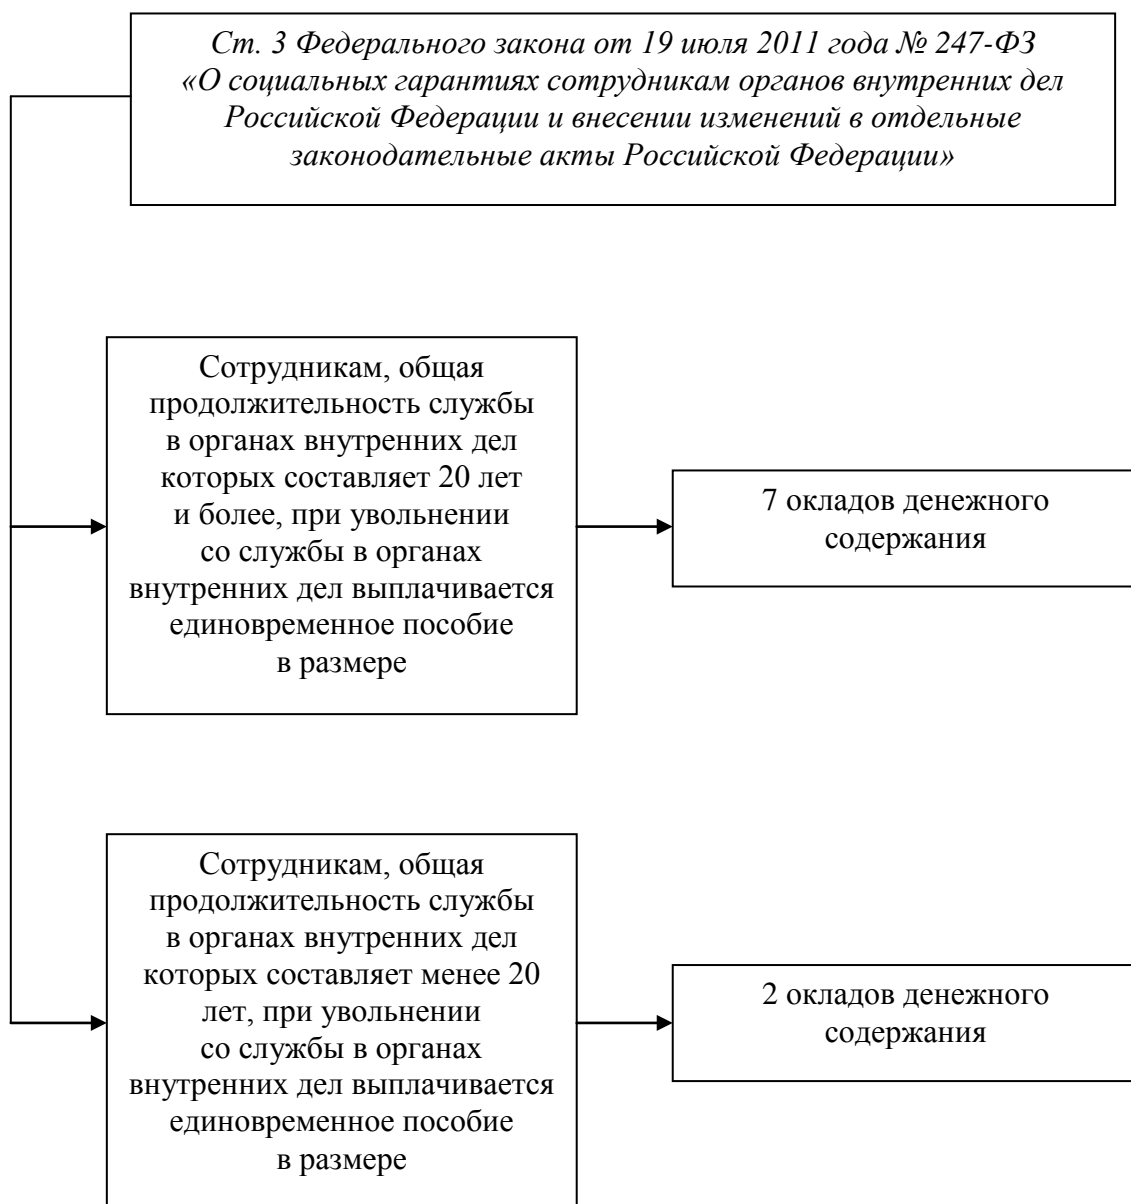 Ст. 3 Федерального закона от 19 июля 2011 года № 247-ФЗ
«О социальных гарантиях сотрудникам органов внутренних дел
Российской Федерации и внесении изменений в отдельные
законодательные акты Российской Федерации»
Сотрудникам, общая
продолжительность службы
в органах внутренних дел
которых составляет 20 лет
и более, при увольнении
со службы в органах
внутренних дел выплачивается
единовременное пособие
в размере
7 окладов денежного
содержания
Сотрудникам, общая
продолжительность службы
в органах внутренних дел
которых составляет менее 20
лет, при увольнении
со службы в органах
внутренних дел выплачивается
единовременное пособие
в размере
2 окладов денежного
содержания